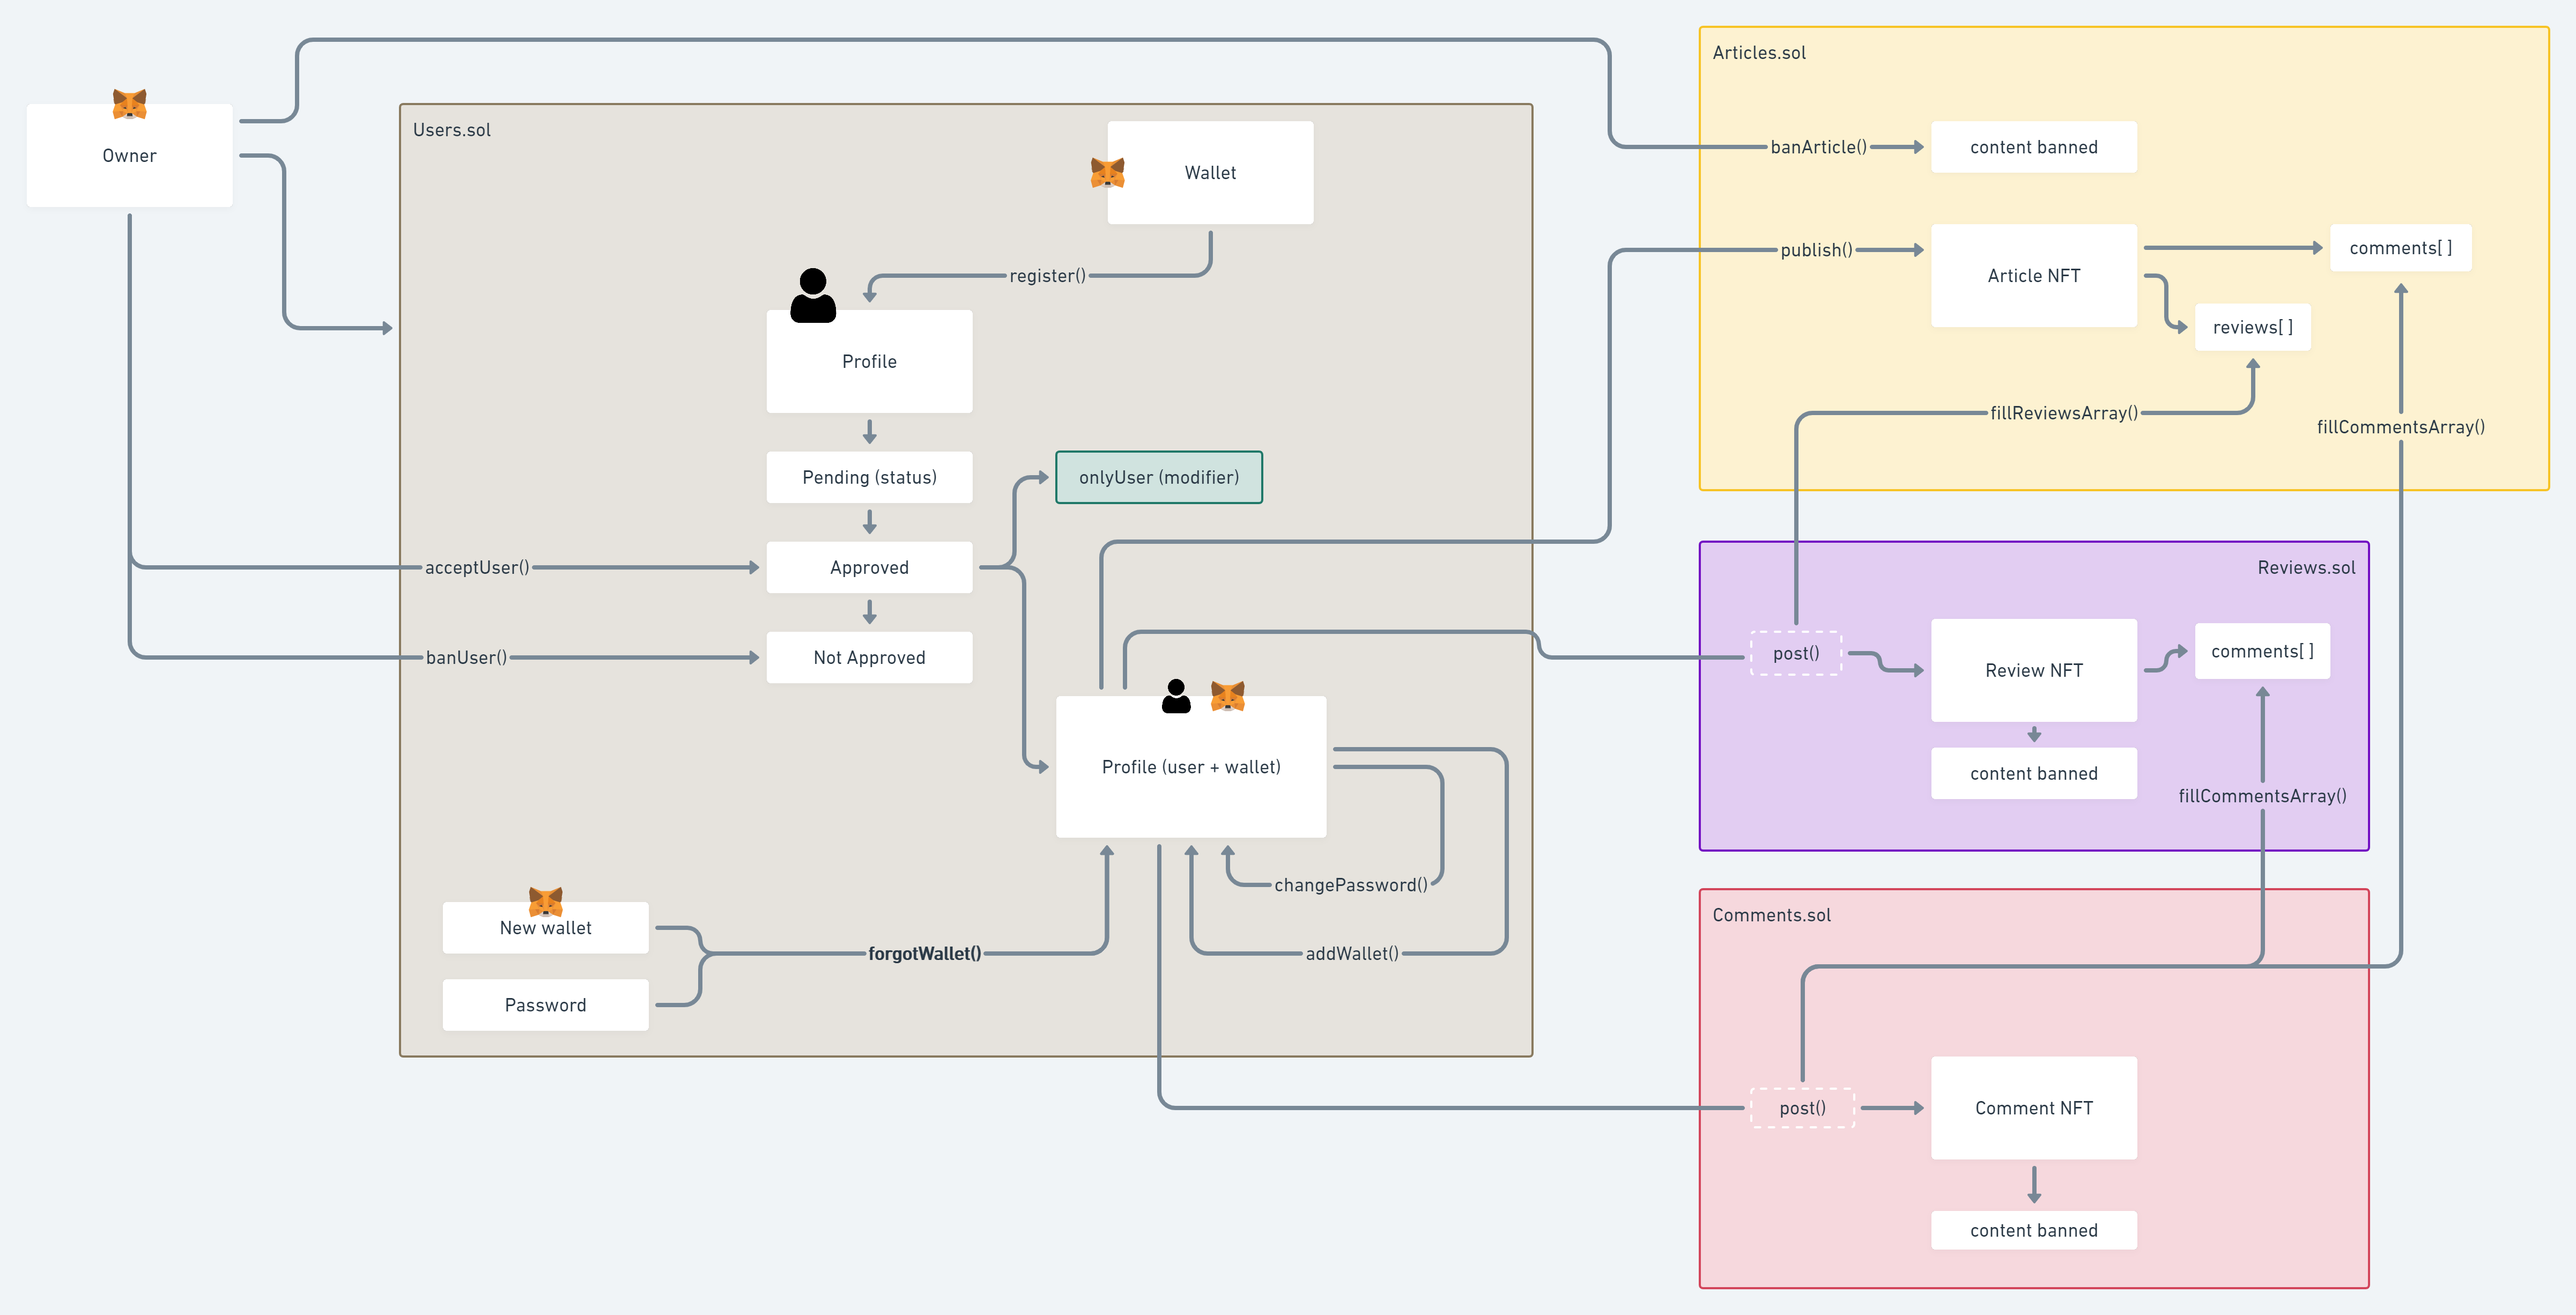 Owner
Users.sol
Wallet
register()
Profile
Pending (status)
onlyUser (modifier)
acceptUser()
Approved
banUser()
Not Approved
Profile (user + wallet)
changePassword()
New wallet
forgotWallet()
addWallet()
Password
Articles.sol
banArticle()
content banned
publish()
Article NFT
comments[ ]
reviews[ ]
fillReviewsArray()
fillCommentsArray()
Reviews.sol
post()
Review NFT
comments[ ]
content banned
fillCommentsArray()
Comments.sol
post()
Comment NFT
content banned